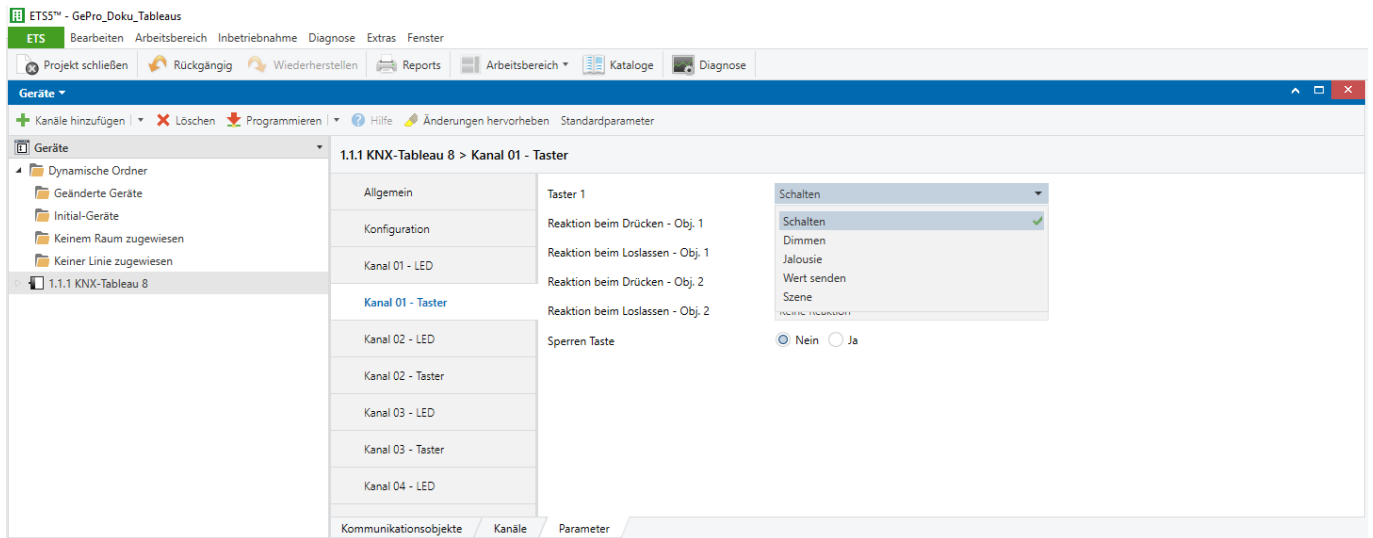 ETS5™ - GePro_Doku_Tableaus
ETS Bearbeiten Arbeitsbereich Inbetriebnahme Diagnose Extras Fenster
Projekt schließen Rückgängig Wiederherstellen Reports Arbeitsbereich Kataloge Diagnose
Geräte
Kanäle hinzufügen Löschen Programmieren Hilfe Änderungen hervorheben Standardparameter
Geräte
Dynamische Ordner
Geänderte Geräte
Initial-Geräte
Keinem Raum zugewiesen
Keiner Linie zugewiesen
1.1.1 KNX-Tableau 8
1.1.1 KNX-Tableau 8 > Kanal 01 - Taster
Allgemein
Konfiguration
Kanal 01 - LED
Kanal 01 - Taster
Kanal 02 - LED
Kanal 02 - Taster
Kanal 03 - LED
Kanal 03 - Taster
Kanal 04 - LED
Taster 1 Schalten
Reaktion beim Drücken - Obj. 1
Reaktion beim Loslassen - Obj. 1
Reaktion beim Drücken - Obj. 2
Reaktion beim Loslassen - Obj. 2
Schalten
Dimmen
Jalousie
Wert senden
Szene
Keine Reaktion
Sperren Taste Nein Ja
Kommunikationsobjekte Kanäle Parameter